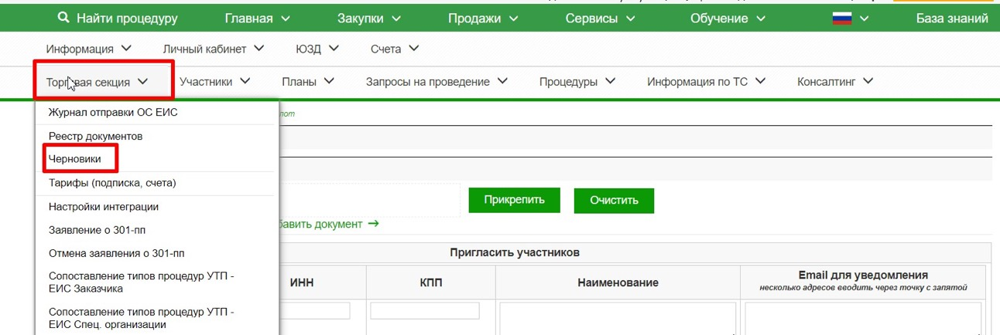 Найти процедуру Главная Закупки Продажи Сервисы Обучение База знаний
Информация Личный кабинет ЮЗД Счета
Торговая секция Участники Планы Запросы на проведение Процедуры Информация по ТС Консалтинг
Журнал отправки ОС ЕИС
лот
Реестр документов
Черновики
Тарифы (подписка, счета)
Прикрепить Очистить
Настройки интеграции
бавить документ →
Заявление о 301-пп
Отмена заявления о 301-пп
Пригласить участников
Сопоставление типов процедур УТП -
ЕИС Заказчика
ИНН КПП Наименование Email для уведомления
несколько адресов вводить через точку с запятой
Сопоставление типов процедур УТП -
ЕИС Спец. организации